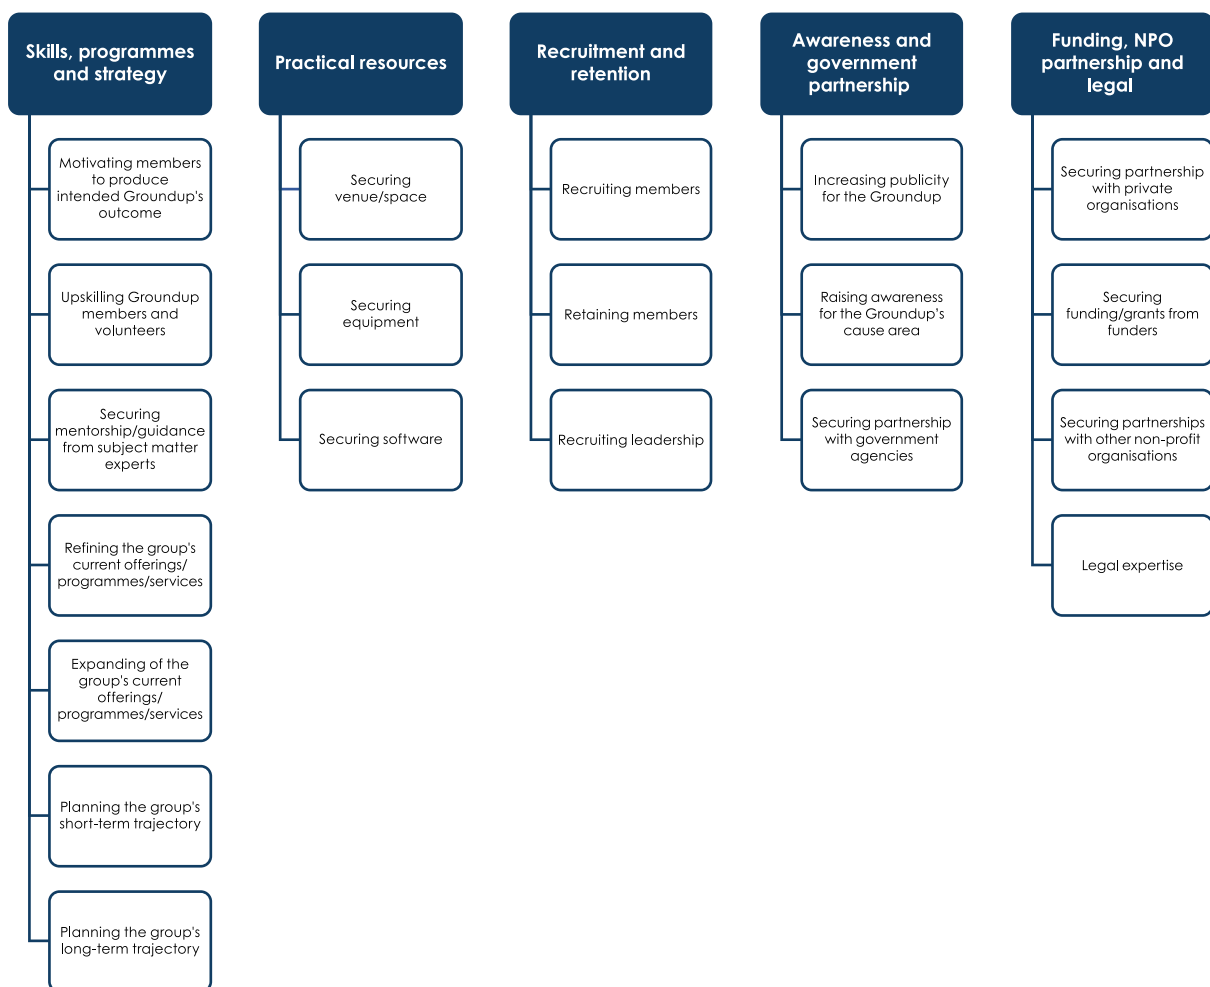 Skills, programmes
and strategy
Motivating members
to produce
intended Groundup's
outcome
Upskilling Groundup
members and
volunteers
Securing
mentorship/guidance
from subject matter
experts
Refining the group's
current offerings/
programmes/services
Expanding of the
group's current
offerings/
programmes/services
Planning the group's
short-term trajectory
Planning the group's
long-term trajectory
Practical resources
Securing
venue/space
Securing
equipment
Securing software
Recruitment and
retention
Recruiting members
Retaining members
Recruiting leadership
Awareness and
government
partnership
Increasing publicity
for the Groundup
Raising awareness
for the Groundup's
cause area
Securing partnership
with government
agencies
Funding, NPO
partnership and
legal
Securing partnership
with private
organisations
Securing
funding/grants from
funders
Securing partnerships
with other non-profit
organisations
Legal expertise